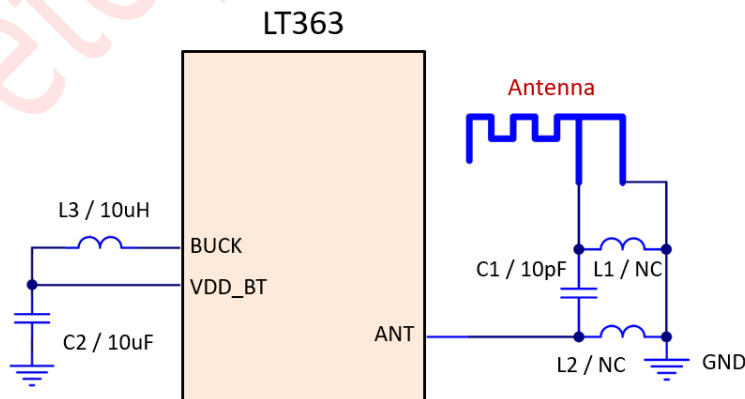 LT363
Antenna
L3 / 10uH
BUCK
VDD_BT
C1 / 10pF
L1 / NC
C2 / 10uF
ANT
L2 / NC
GND